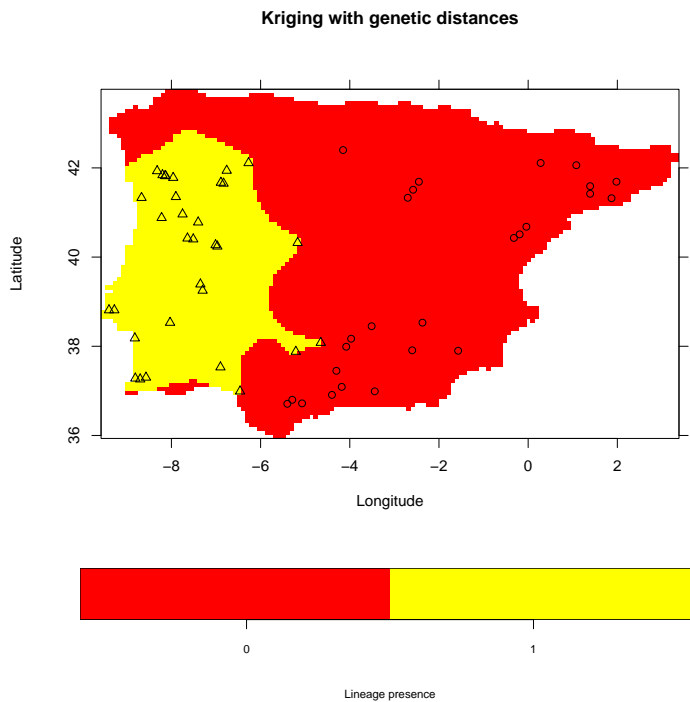 Kriging with genetic distances
Latitude
42
40
38
36
−8 −6 −4 −2 0 2
Longitude
0 1
Lineage presence